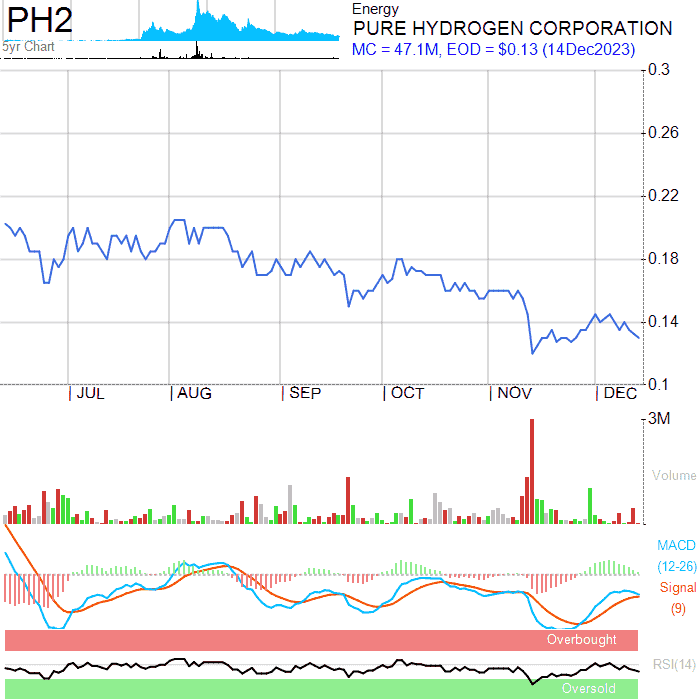 PH2
5yr Chart
Energy
PURE HYDROGEN CORPORATION
MC = 47.1M, EOD = $0.13 (14Dec2023)
0.3
0.26
0.22
0.18
0.14
0.1
JUL AUG SEP OCT NOV DEC
3M
Volume
MACD
(12-26)
Signal
(9)
Overbought
RSI(14)
Oversold